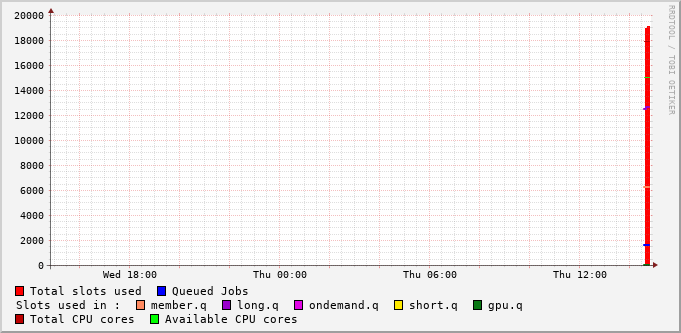 RRDTOOL / TOBI OETIKER
20000
18000
16000
14000
12000
10000
8000
6000
4000
2000
0
Wed 18:00 Thu 00:00 Thu 06:00 Thu 12:00
Total slots used Queued Jobs
Slots used in : member.q long.q ondemand.q short.q gpu.q
Total CPU cores Available CPU cores